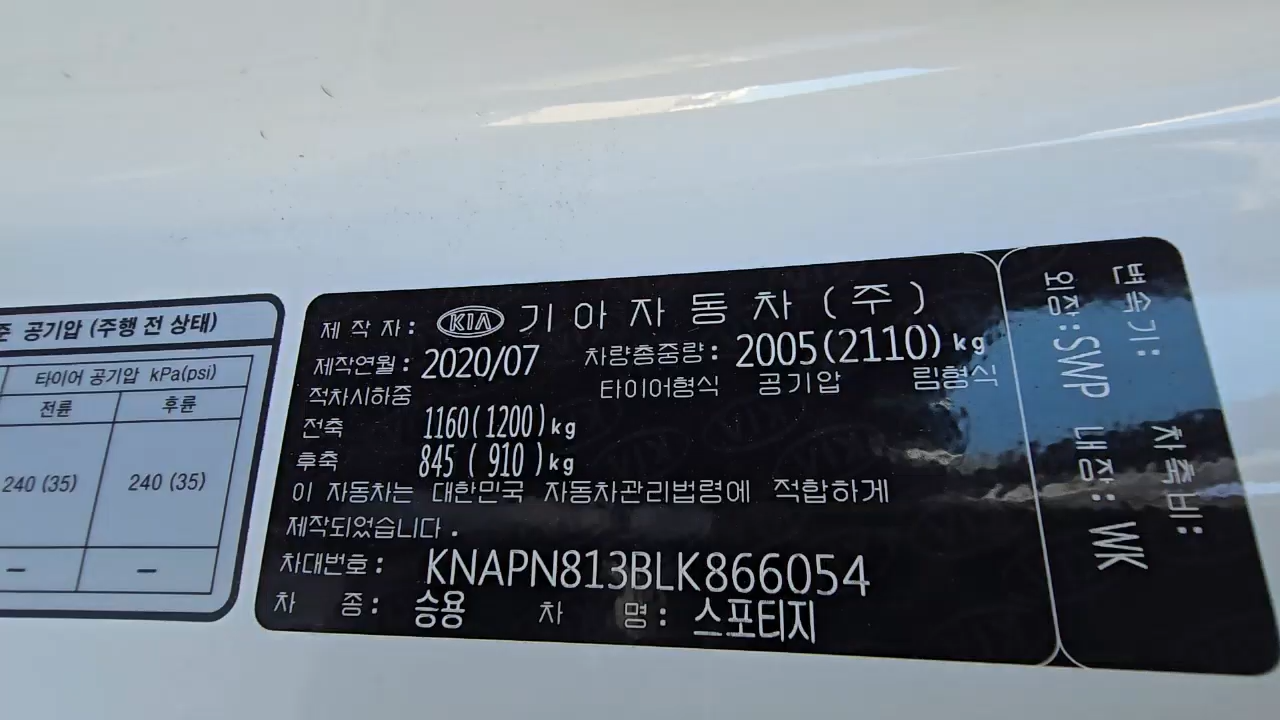 준 공기압 (주행 전 상태)
타이어 공기압 kPa(psi)
전륜 후륜
240 (35) 240 (35)
– –
제 작 자: KIA 기 아 자 동 차 (주)
제작연월: 2020/07 차량총중량: 2005(2110) kg
적차시하중 타이어형식 공기압 림형식
전축 1160(1200)kg
후축 845 ( 910 )kg
이 자동차는 대한민국 자동차관리법령에 적합하게
제작되었습니다.
차대번호: KNAPN813BLK866054
차 종: 승용 차 명: 스포티지
변속기: 차축비:
외장:SWP 내장: WK